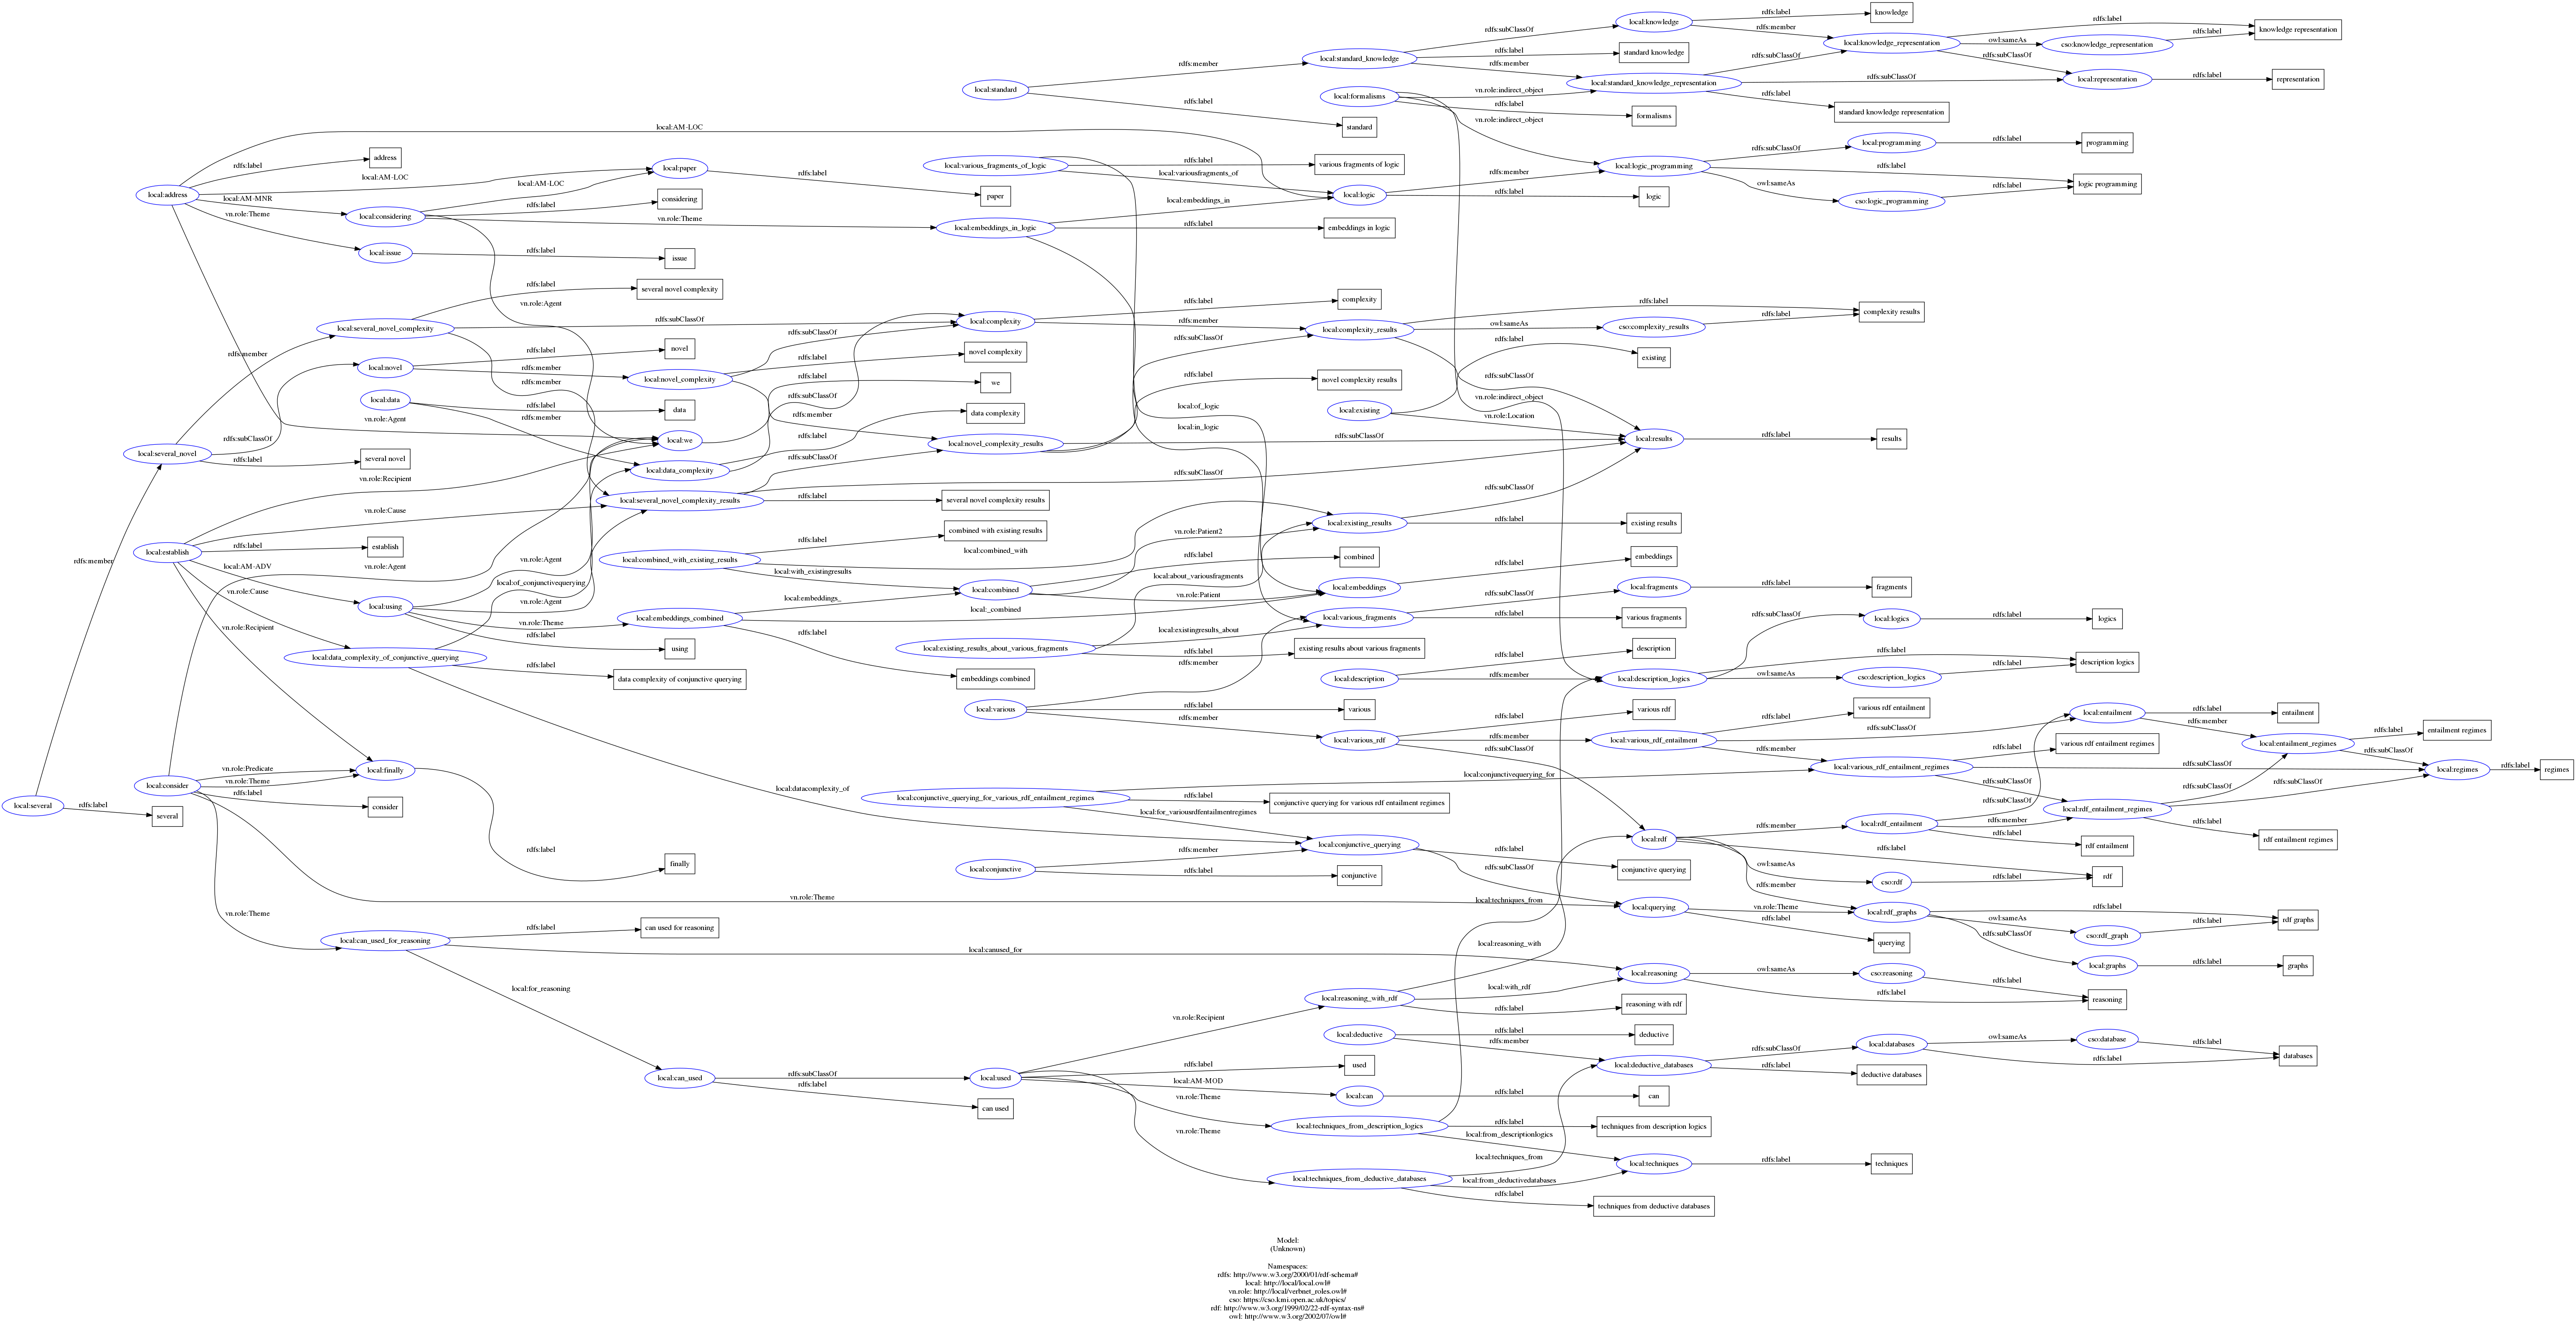 local:several
rdfs:label
several
rdfs:member
local:several_novel
rdfs:label
several novel
rdfs:subClassOf
rdfs:member
local:address
rdfs:label
address
local:AM-LOC
local:AM-LOC
local:AM-MNR
vn.role:Theme
vn.role:Agent
local:considering
local:AM-LOC
rdfs:label
considering
vn.role:Theme
vn.role:Agent
local:issue
rdfs:label
issue
local:paper
rdfs:label
paper
local:several_novel_complexity
rdfs:label
several novel complexity
rdfs:subClassOf
rdfs:member
local:novel
rdfs:label
novel
rdfs:member
local:novel_complexity
rdfs:subClassOf
rdfs:label
novel complexity
rdfs:member
local:data
rdfs:label
data
rdfs:member
local:we
rdfs:label
we
local:data_complexity
rdfs:subClassOf
rdfs:label
data complexity
local:several_novel_complexity_results
rdfs:subClassOf
rdfs:subClassOf
rdfs:label
several novel complexity results
local:establish
rdfs:label
establish
vn.role:Recipient
vn.role:Cause
local:AM-ADV
vn.role:Cause
vn.role:Recipient
local:using
vn.role:Agent
vn.role:Agent
vn.role:Theme
rdfs:label
using
local:data_complexity_of_conjunctive_querying
local:of_conjunctivequerying
rdfs:label
data complexity of conjunctive querying
local:datacomplexity_of
local:consider
vn.role:Agent
vn.role:Predicate
vn.role:Theme
rdfs:label
consider
vn.role:Theme
vn.role:Theme
local:finally
rdfs:label
finally
local:can_used_for_reasoning
rdfs:label
can used for reasoning
local:canused_for
local:for_reasoning
local:can_used
rdfs:subClassOf
rdfs:label
can used
local:combined_with_existing_results
rdfs:label
combined with existing results
local:combined_with
local:with_existingresults
local:embeddings_combined
local:embeddings_
local:_combined
rdfs:label
embeddings combined
local:standard
rdfs:member
rdfs:label
standard
local:various_fragments_of_logic
rdfs:label
various fragments of logic
local:variousfragments_of
local:of_logic
local:embeddings_in_logic
local:embeddings_in
rdfs:label
embeddings in logic
local:in_logic
local:complexity
rdfs:label
complexity
rdfs:member
local:novel_complexity_results
rdfs:subClassOf
rdfs:label
novel complexity results
rdfs:subClassOf
local:combined
vn.role:Patient2
rdfs:label
combined
vn.role:Patient
local:existing_results_about_various_fragments
local:about_variousfragments
local:existingresults_about
rdfs:label
existing results about various fragments
local:various
rdfs:member
rdfs:label
various
rdfs:member
local:conjunctive_querying_for_various_rdf_entailment_regimes
local:conjunctivequerying_for
rdfs:label
conjunctive querying for various rdf entailment regimes
local:for_variousrdfentailmentregimes
local:conjunctive
rdfs:member
rdfs:label
conjunctive
local:used
vn.role:Recipient
rdfs:label
used
local:AM-MOD
vn.role:Theme
vn.role:Theme
local:standard_knowledge
rdfs:subClassOf
rdfs:label
standard knowledge
rdfs:member
local:formalisms
vn.role:indirect_object
rdfs:label
formalisms
vn.role:indirect_object
vn.role:indirect_object
local:logic
rdfs:member
rdfs:label
logic
local:complexity_results
rdfs:label
complexity results
owl:sameAs
rdfs:subClassOf
local:existing
rdfs:label
existing
vn.role:Location
local:existing_results
rdfs:subClassOf
rdfs:label
existing results
local:embeddings
rdfs:label
embeddings
local:various_fragments
rdfs:subClassOf
rdfs:label
various fragments
local:description
rdfs:label
description
rdfs:member
local:various_rdf
rdfs:label
various rdf
rdfs:member
rdfs:subClassOf
local:conjunctive_querying
rdfs:label
conjunctive querying
rdfs:subClassOf
local:reasoning_with_rdf
local:reasoning_with
local:with_rdf
rdfs:label
reasoning with rdf
local:deductive
rdfs:label
deductive
rdfs:member
local:can
rdfs:label
can
local:techniques_from_description_logics
local:techniques_from
rdfs:label
techniques from description logics
local:from_descriptionlogics
local:techniques_from_deductive_databases
local:techniques_from
local:from_deductivedatabases
rdfs:label
techniques from deductive databases
local:knowledge
rdfs:label
knowledge
rdfs:member
local:standard_knowledge_representation
rdfs:subClassOf
rdfs:subClassOf
rdfs:label
standard knowledge representation
local:logic_programming
rdfs:subClassOf
rdfs:label
logic programming
owl:sameAs
cso:complexity_results
rdfs:label
local:results
rdfs:label
results
local:fragments
rdfs:label
fragments
local:description_logics
rdfs:subClassOf
rdfs:label
description logics
owl:sameAs
local:various_rdf_entailment
rdfs:label
various rdf entailment
rdfs:subClassOf
rdfs:member
local:rdf
rdfs:member
rdfs:label
rdf
owl:sameAs
rdfs:member
local:querying
vn.role:Theme
rdfs:label
querying
local:reasoning
owl:sameAs
rdfs:label
reasoning
local:deductive_databases
rdfs:subClassOf
rdfs:label
deductive databases
local:techniques
rdfs:label
techniques
local:knowledge_representation
rdfs:label
knowledge representation
owl:sameAs
rdfs:subClassOf
local:programming
rdfs:label
programming
cso:logic_programming
rdfs:label
local:logics
rdfs:label
logics
cso:description_logics
rdfs:label
local:various_rdf_entailment_regimes
rdfs:label
various rdf entailment regimes
rdfs:subClassOf
rdfs:subClassOf
local:rdf_entailment
rdfs:subClassOf
rdfs:member
rdfs:label
rdf entailment
cso:rdf
rdfs:label
local:rdf_graphs
rdfs:label
rdf graphs
owl:sameAs
rdfs:subClassOf
cso:reasoning
rdfs:label
local:databases
owl:sameAs
rdfs:label
databases
cso:knowledge_representation
rdfs:label
local:representation
rdfs:label
representation
local:entailment
rdfs:label
entailment
rdfs:member
local:rdf_entailment_regimes
rdfs:subClassOf
rdfs:subClassOf
rdfs:label
rdf entailment regimes
cso:rdf_graph
rdfs:label
local:graphs
rdfs:label
graphs
cso:database
rdfs:label
local:entailment_regimes
rdfs:label
entailment regimes
rdfs:subClassOf
local:regimes
rdfs:label
regimes
Model:
(Unknown)
Namespaces:
rdfs: http://www.w3.org/2000/01/rdf-schema#
local: http://local/local.owl#
vn.role: http://local/verbnet_roles.owl#
cso: https://cso.kmi.open.ac.uk/topics/
rdf: http://www.w3.org/1999/02/22-rdf-syntax-ns#
owl: http://www.w3.org/2002/07/owl#